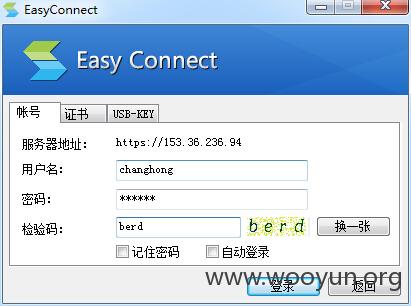 EasyConnect
Easy Connect
帐号 证书 USB-KEY
服务器地址: https://153.36.236.94
用户名: changhong
密码: ******
检验码: berd berd 换一张
记住密码 自动登录
www.wooyun.org
登录 返回